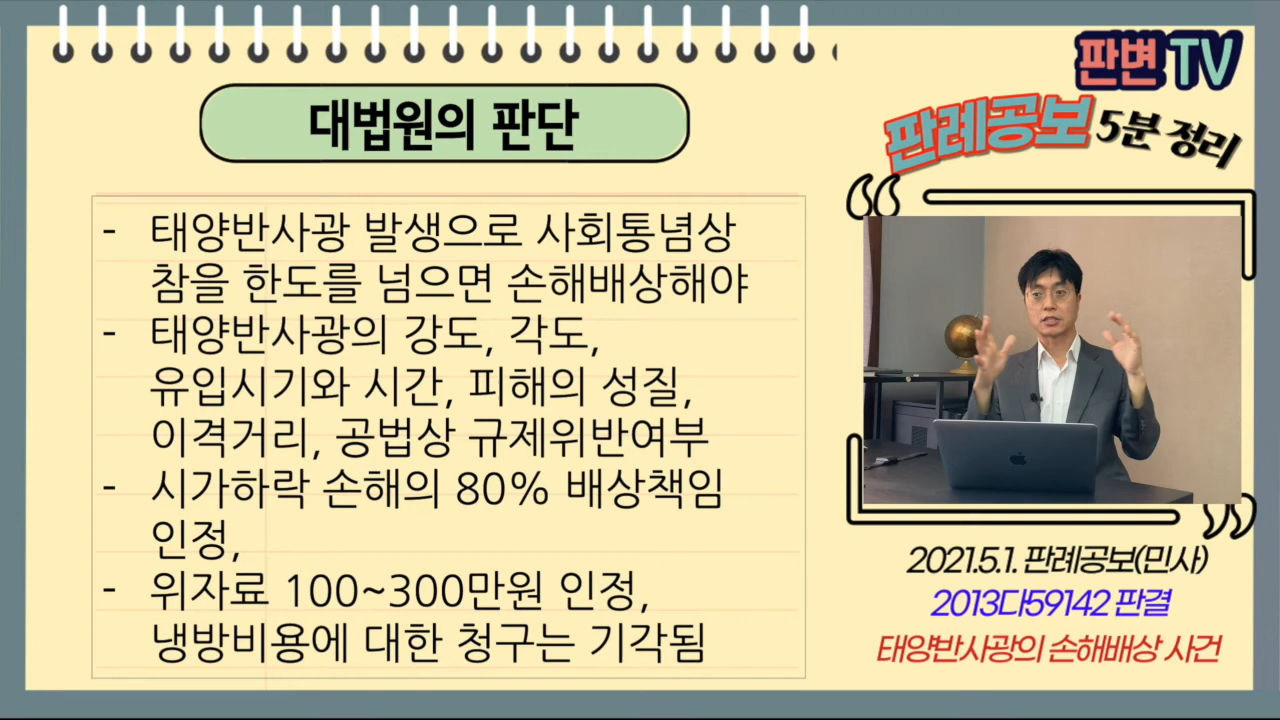 판변 TV
판례공보 5분 정리
대법원의 판단
- 태양반사광 발생으로 사회통념상
참을 한도를 넘으면 손해배상해야
- 태양반사광의 강도, 각도,
유입시기와 시간, 피해의 성질,
이격거리, 공법상 규제위반여부
- 시가하락 손해의 80% 배상책임
인정,
- 위자료 100~300만원 인정,
냉방비용에 대한 청구는 기각됨
2021.5.1. 판례공보(민사)
2013다59142 판결
태양반사광의 손해배상 사건